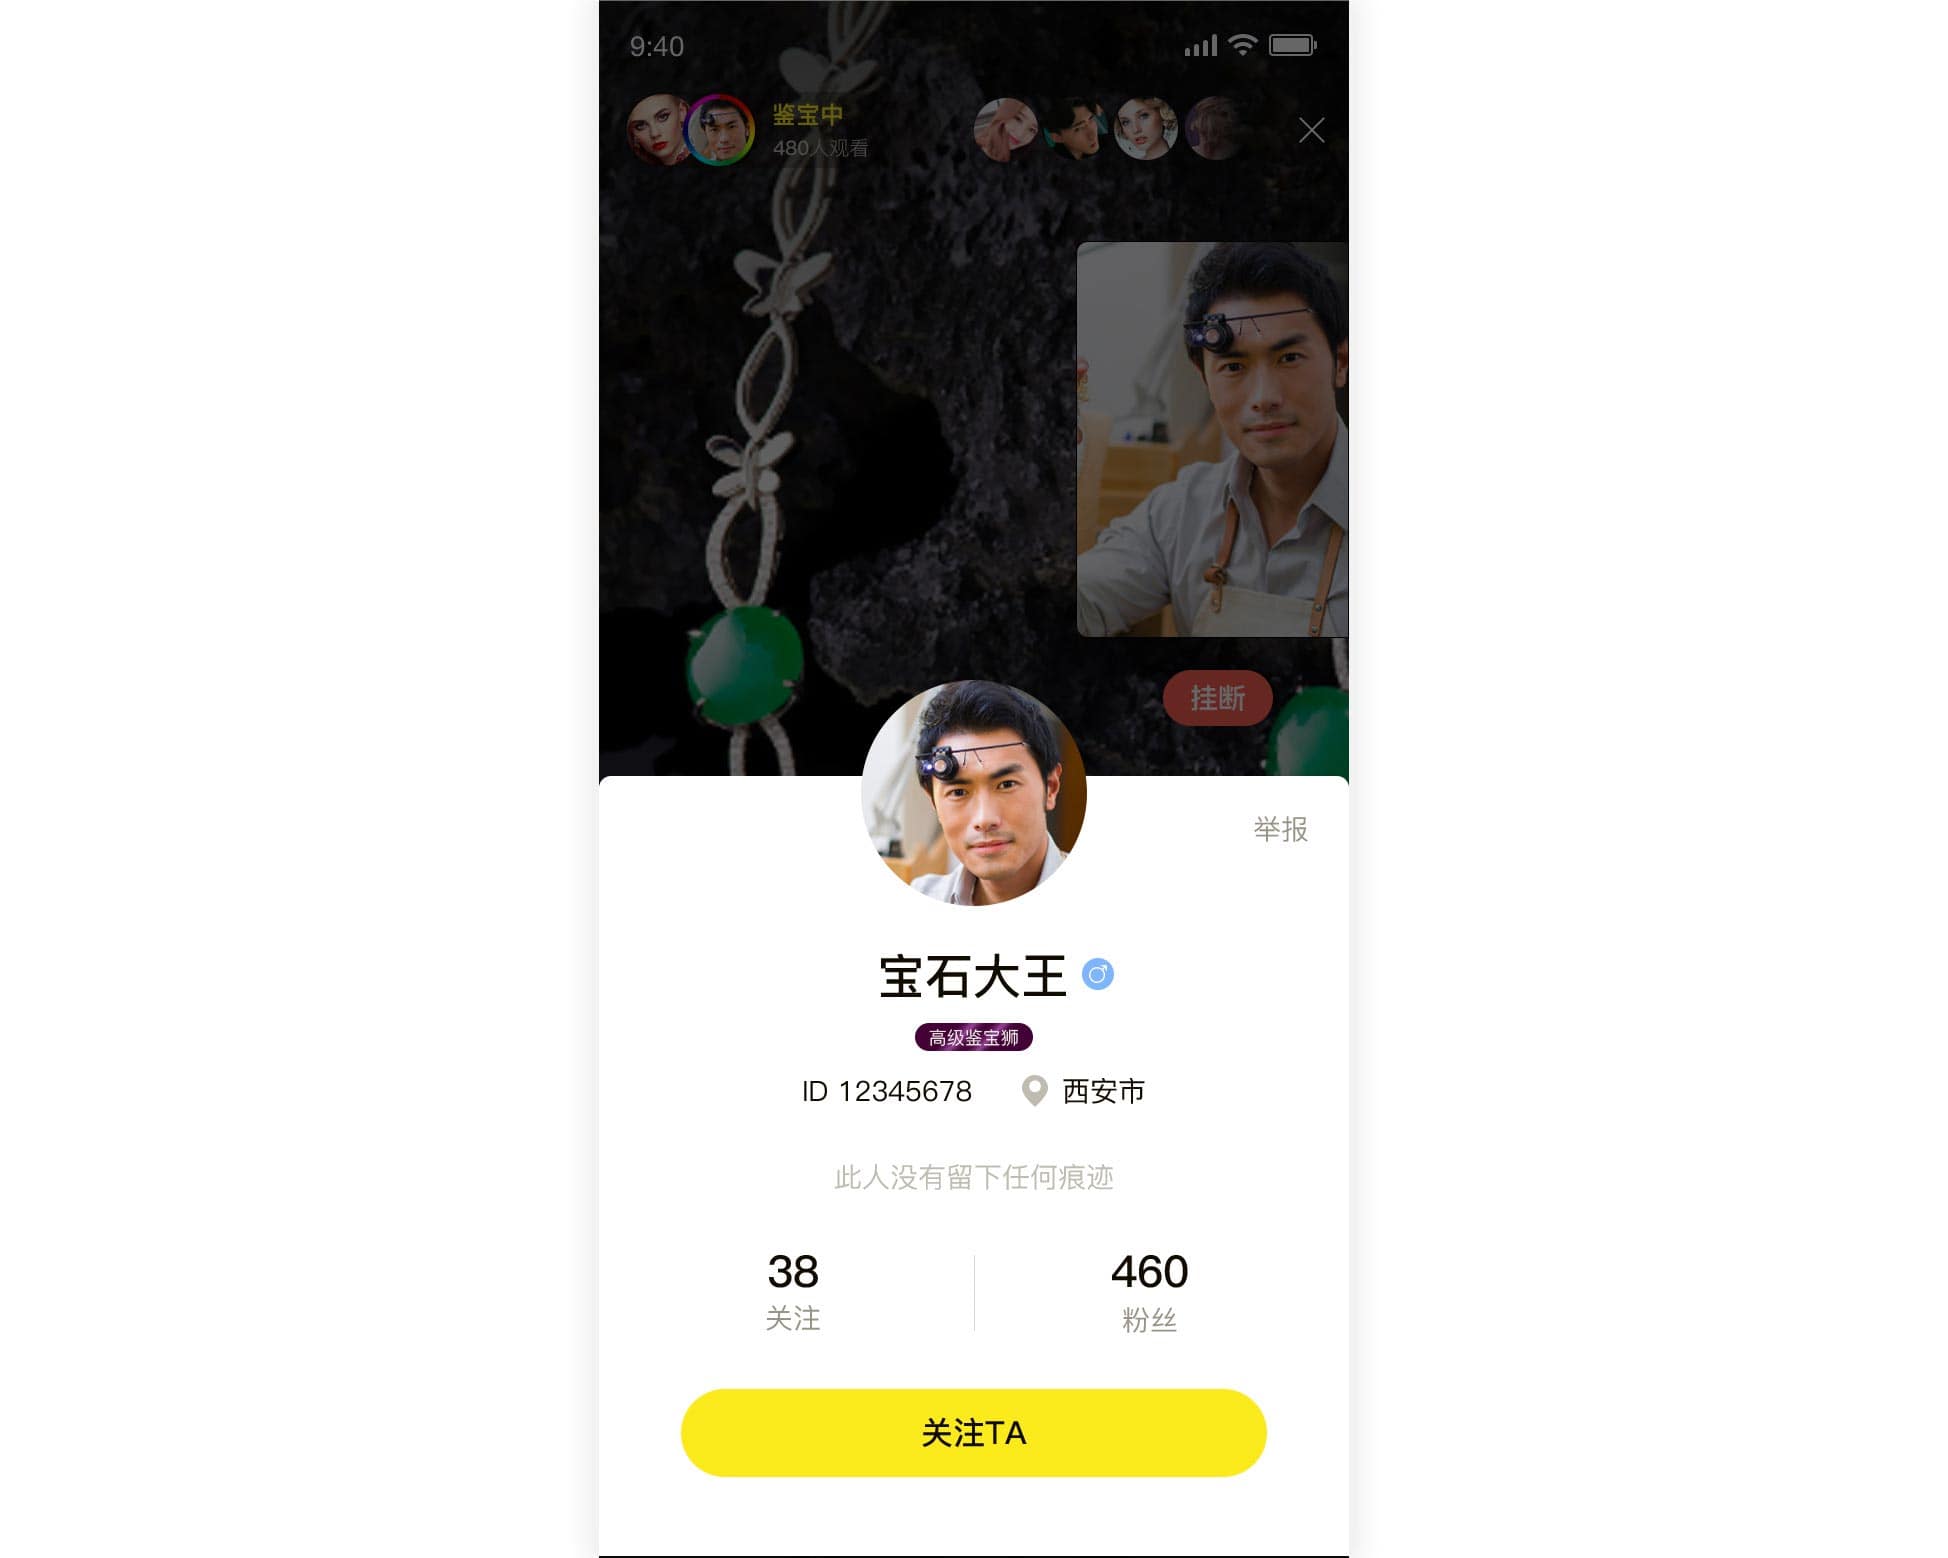 9:40
鉴宝中
480人观看
挂断
举报
宝石大王
高级鉴宝狮
ID 12345678 西安市
此人没有留下任何痕迹
38 460
关注 粉丝
关注TA